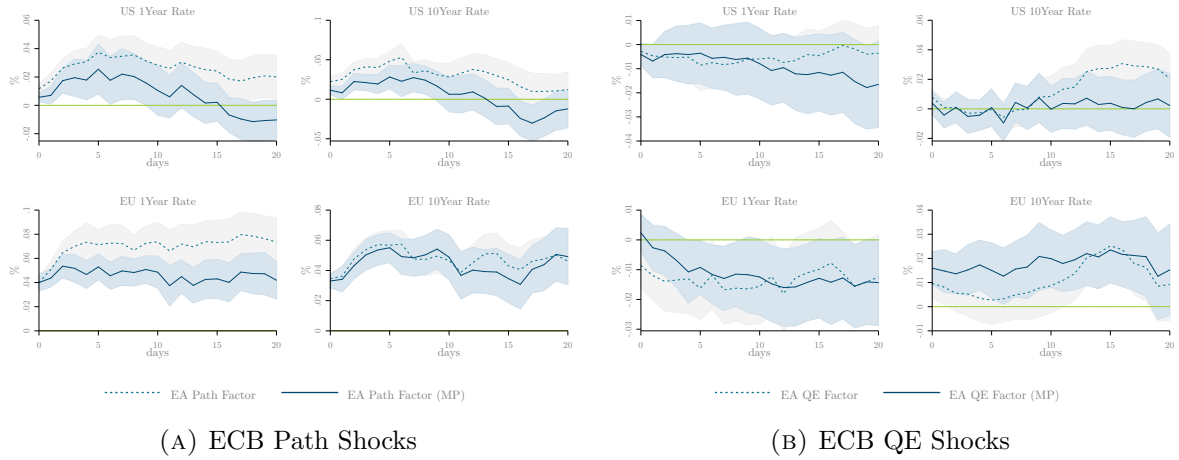 US 1Year Rate
% -.02 0 .02 .04 .06
0 5 10 15 20
days
US 10Year Rate
% -.05 0 .05 .1
0 5 10 15 20
days
EU 1Year Rate
% 0 .02 .04 .06 .08 .1
0 5 10 15 20
days
EU 10Year Rate
% 0 .02 .04 .06 .08
0 5 10 15 20
days
EA Path Factor EA Path Factor (MP)
(A) ECB Path Shocks
US 1Year Rate
% -.04 -.03 -.02 -.01 0 .01
0 5 10 15 20
days
US 10Year Rate
% -.02 0 .02 .04 .06
0 5 10 15 20
days
EU 1Year Rate
% -.03 -.02 -.01 0 .01
0 5 10 15 20
days
EU 10Year Rate
% -.01 0 .01 .02 .03 .04
0 5 10 15 20
days
EA QE Factor EA QE Factor (MP)
(B) ECB QE Shocks